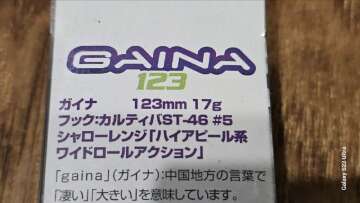 GAINA
123
ガイナ 123mm 17g
フック:カルティバST-46 #5
シャローレンジ「ハイアピール系
ワイドロールアクション」
「gaina」(ガイナ):中国地方の言葉で
「凄い」「大きい」を意味しています。
Galaxy S23 Ultra